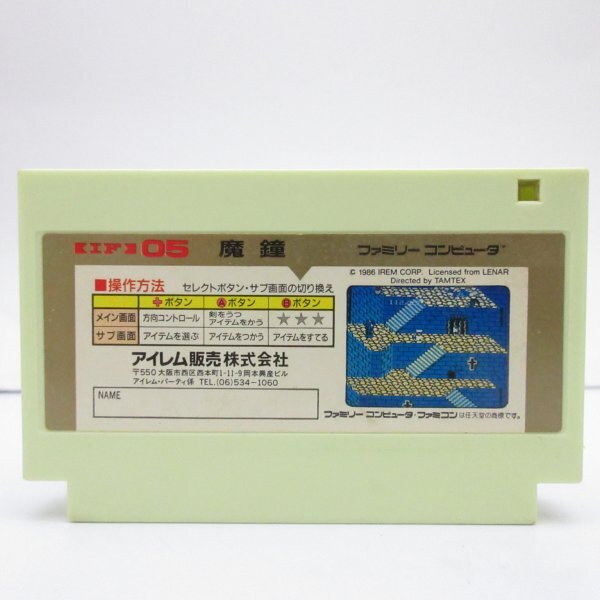 IF 05 魔鐘 ファミリー コンピュータ™
© 1986 IREM CORP. Licensed from LENAR
Directed by TAMTEX
■操作方法 セレクトボタン・サブ画面の切り換え
✚ボタン Ⓐボタン Ⓑボタン
メイン画面 方向コントロール 剣をうつ アイテムをかう ★★★
サブ画面 アイテムを選ぶ アイテムをつかう アイテムをすてる
アイレム販売株式会社
〒550 大阪市西区西本町1-11-9岡本興産ビル
アイレム・パーティ係 TEL.(06)534-1060
NAME
ファミリー コンピュータ・ファミコンは任天堂の商標です。